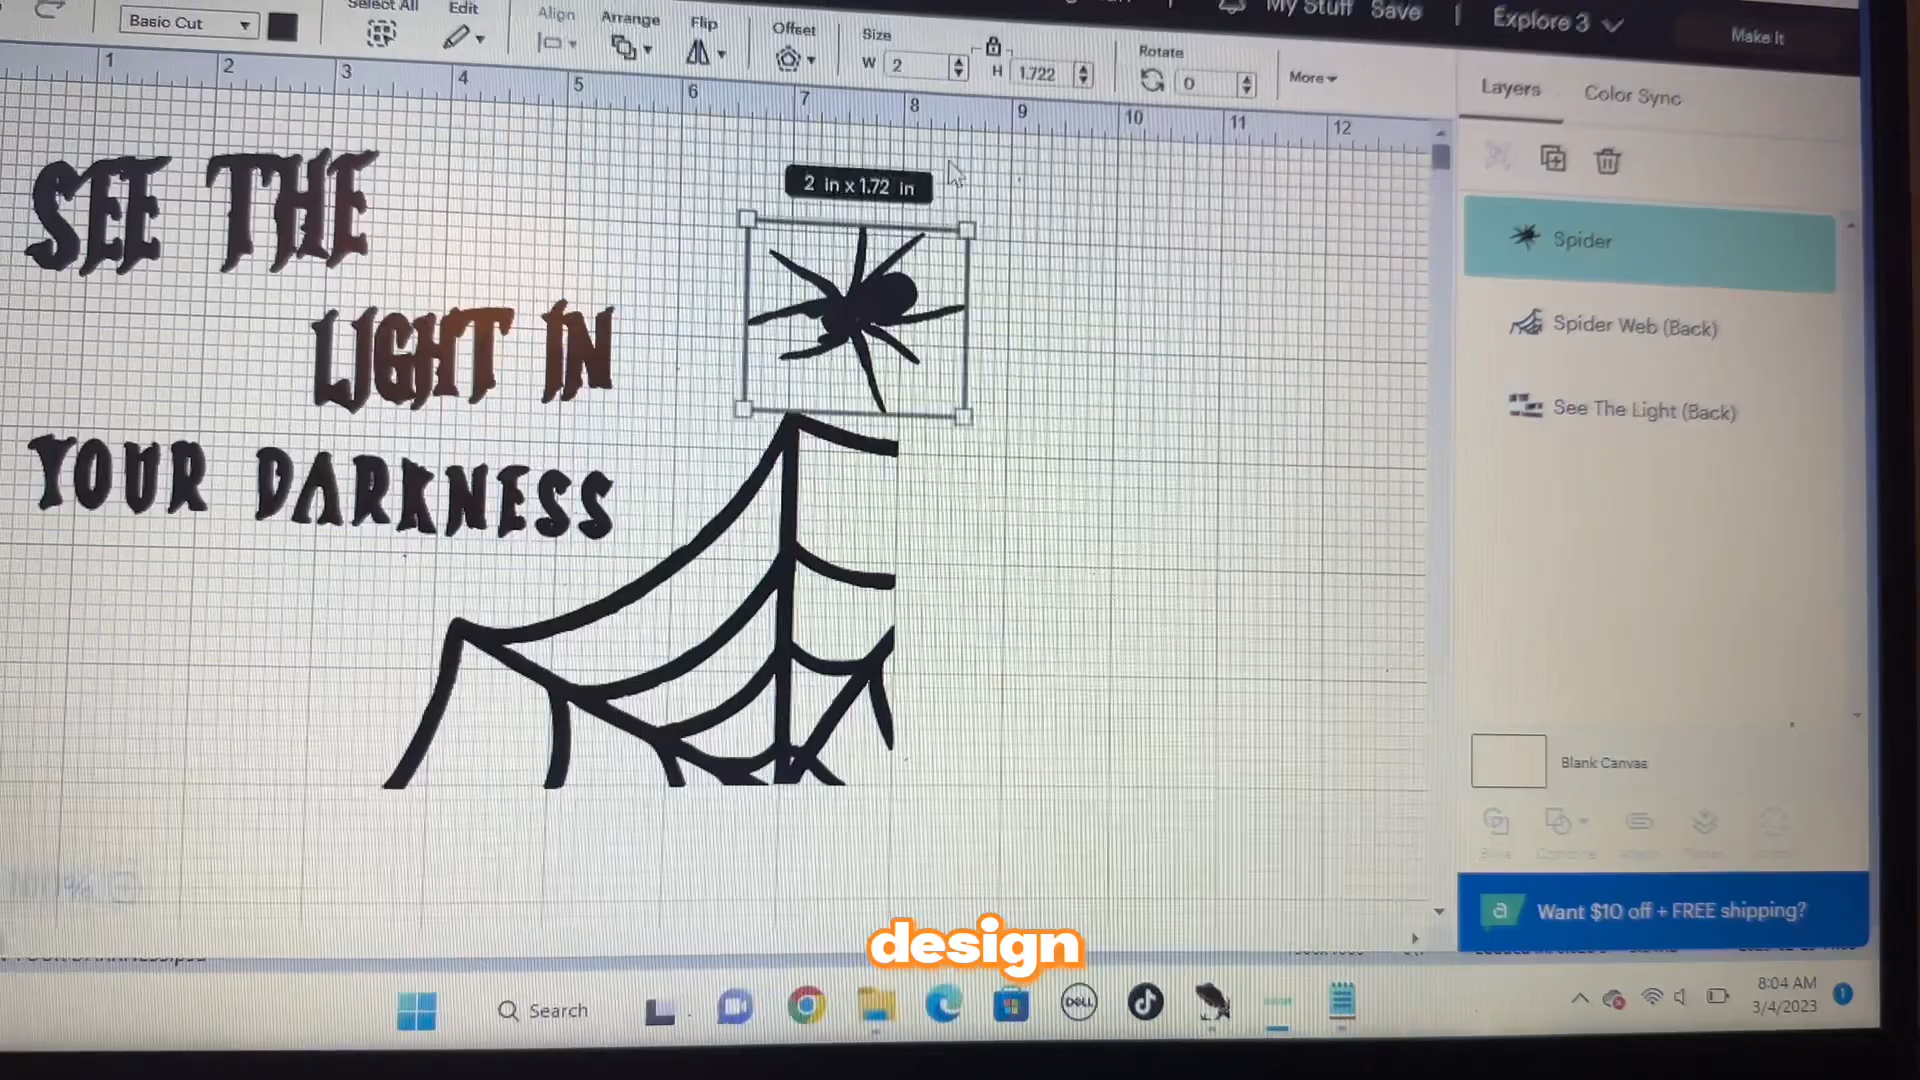 My Stuff
Save
Explore 3
Make It
Basic Cut
Select All
Edit
Align
Arrange
Flip
Offset
Size
W 2
H 1.722
Rotate
0
More
1 2 3 4 5 6 7 8 9 10 11 12
Layers
Color Sync
2 in x 1.72 in
SEE THE
LIGHT IN
YOUR DARKNESS
Spider
Spider Web (Back)
See The Light (Back)
Blank Canvas
100%
a
Want $10 off + FREE shipping?
design
Search
DELL
8:04 AM
3/4/2023
1